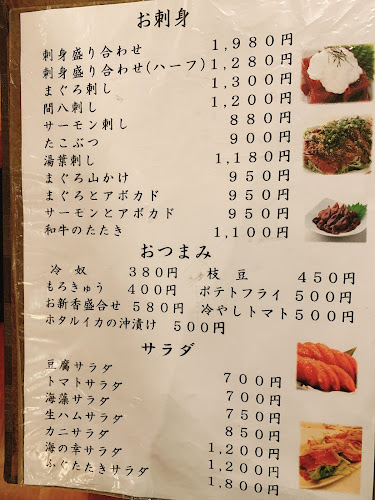 お刺身
刺身盛り合わせ 1,980円
刺身盛り合わせ(ハーフ) 1,280円
まぐろ刺し 1,300円
間八刺し 1,200円
サーモン刺し 880円
たこぶつ 900円
湯葉刺し 1,180円
まぐろ山かけ 950円
まぐろとアボカド 950円
サーモンとアボカド 950円
和牛のたたき 1,100円
おつまみ
冷奴 380円 枝豆 450円
もろきゅう 400円 ポテトフライ 500円
お新香盛合せ 580円 冷やしトマト 500円
ホタルイカの沖漬け 500円
サラダ
豆腐サラダ 700円
トマトサラダ 700円
海藻サラダ 750円
生ハムサラダ 850円
カニサラダ 1,200円
海の幸サラダ 1,200円
ふぐたたきサラダ 1,800円